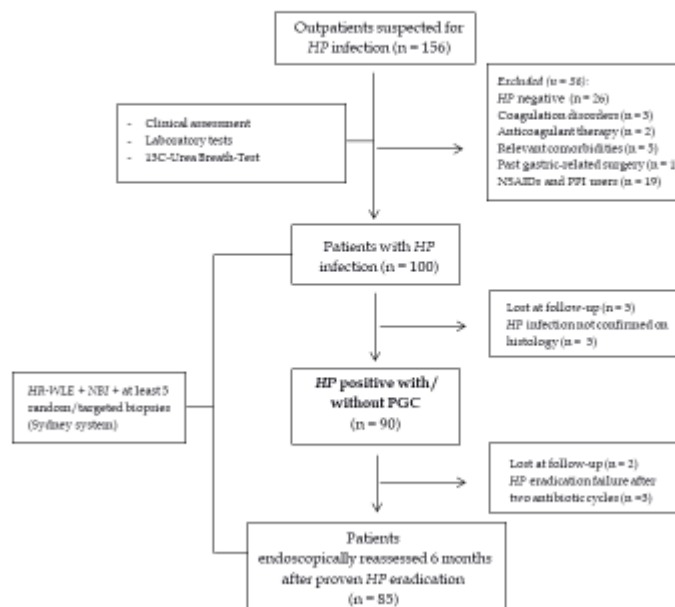 Outpatients suspected for
HP infection (n = 156)
Excluded (n = 56):
HP negative (n = 26)
Coagulation disorders (n = 3)
Anticoagulant therapy (n = 2)
Relevant comorbidities (n = 5)
Past gastric-related surgery (n = 1
NSAIDs and PPI users (n = 19)
- Clinical assessment
- Laboratory tests
- 13C-Urea Breath-Test
Patients with HP
infection (n = 100)
Lost at follow-up (n = 5)
HP infection not confirmed on
histology (n = 5)
HR-WLE + NBI + at least 5
random/targeted biopsies
(Sydney system)
HP positive with/
without PGC
(n = 90)
Lost at follow-up (n = 2)
HP eradication failure after
two antibiotic cycles (n =3)
Patients
endoscopically reassessed 6 months
after proven HP eradication
(n = 85)